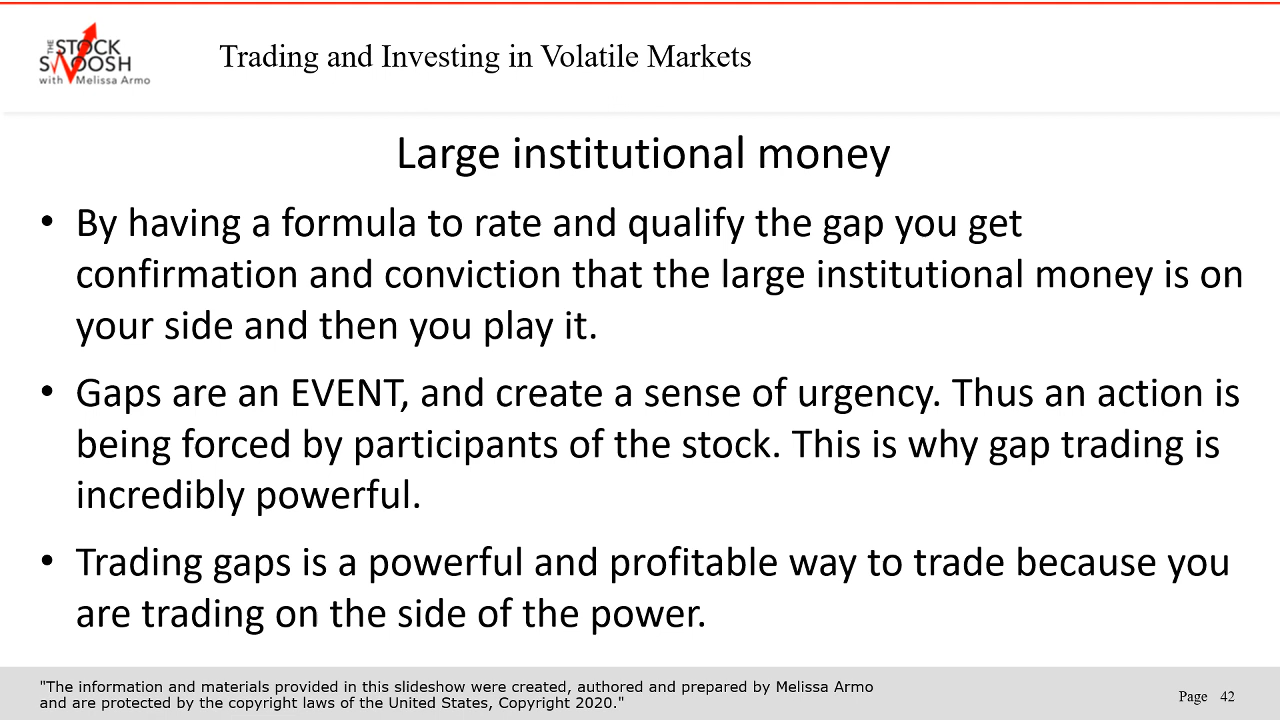 THE STOCK
SWOOSH
with Melissa Armo
Trading and Investing in Volatile Markets
Large institutional money
• By having a formula to rate and qualify the gap you get
confirmation and conviction that the large institutional money is on
your side and then you play it.
• Gaps are an EVENT, and create a sense of urgency. Thus an action is
being forced by participants of the stock. This is why gap trading is
incredibly powerful.
• Trading gaps is a powerful and profitable way to trade because you
are trading on the side of the power.
"The information and materials provided in this slideshow were created, authored and prepared by Melissa Armo
and are protected by the copyright laws of the United States, Copyright 2020."
Page 42